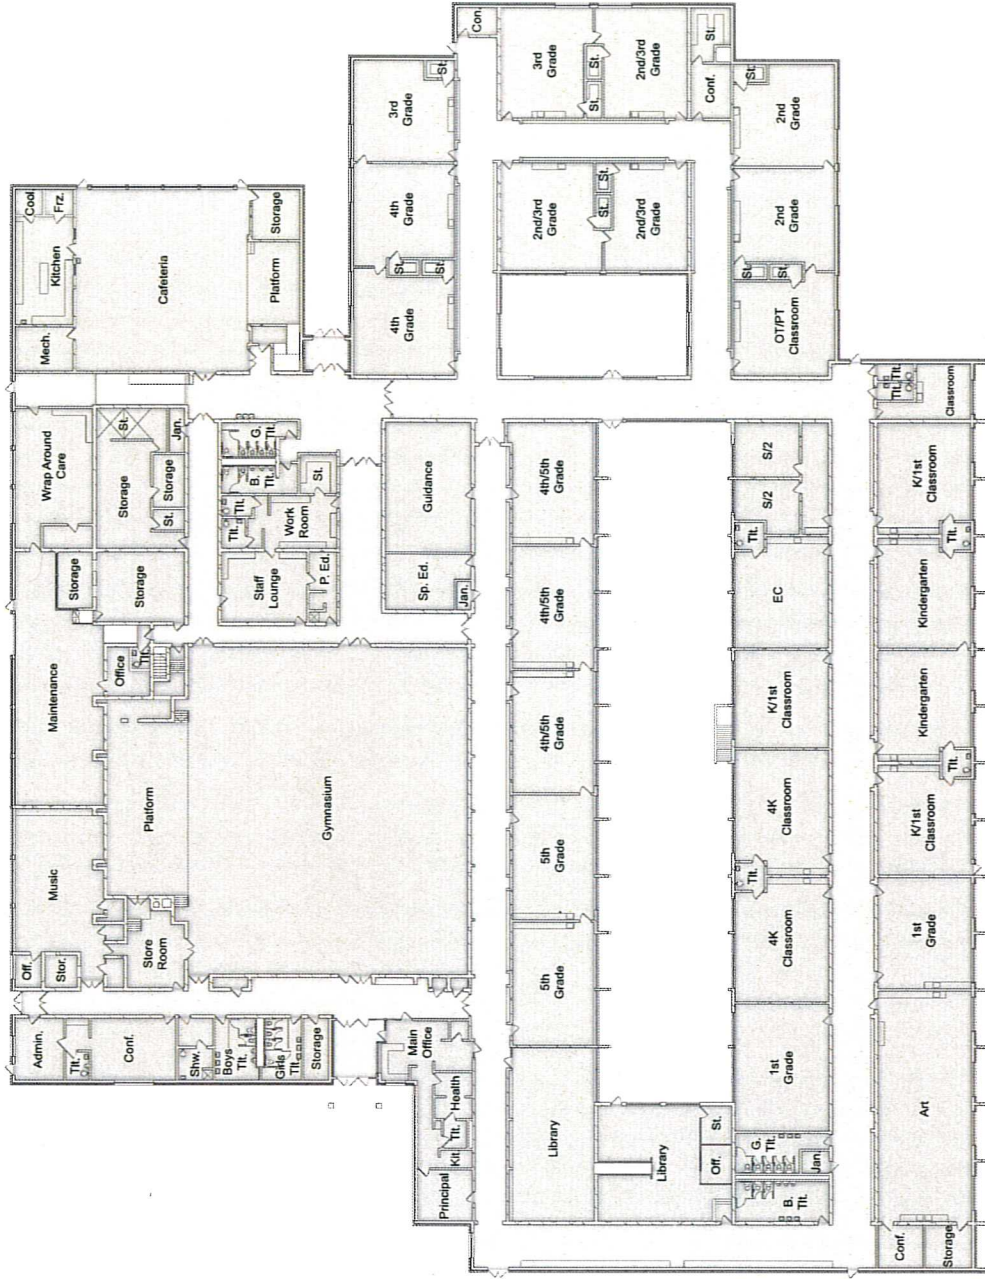 Admin.
Off.
Stor.
Music
Maintenance
Storage
Wrap Around
Care
Mech.
Kitchen
Frz.
Cool.
Tlt.
Conf.
Store
Room
Platform
Office
Tlt.
Storage
Storage
St.
Storage
St.
Jan.
Cafeteria
Shw.
Boys
Tlt.
Girls
Tlt.
Storage
Gymnasium
Staff
Lounge
P. Ed.
Tlt.
Tlt.
Work
Room
B.
Tlt.
G.
Tlt.
St.
Platform
Storage
Principal
Kit.
Tlt.
Health
Main
Office
Sp. Ed.
Jan.
Guidance
4th
Grade
St.
St.
4th
Grade
3rd
Grade
St.
Con.
Library
5th
Grade
5th
Grade
4th/5th
Grade
4th/5th
Grade
4th/5th
Grade
2nd/3rd
Grade
St.
St.
2nd/3rd
Grade
3rd
Grade
St.
St.
2nd/3rd
Grade
Library
Off.
St.
Conf.
St.
B.
Tlt.
G.
Tlt.
Jan.
1st
Grade
4K
Classroom
Tlt.
4K
Classroom
K/1st
Classroom
EC
Tlt.
S/2
S/2
OT/PT
Classroom
St.
St.
2nd
Grade
2nd
Grade
St.
Conf.
Storage
Art
1st
Grade
K/1st
Classroom
Tlt.
Kindergarten
Kindergarten
Tlt.
K/1st
Classroom
Tlt.
Tlt.
Classroom